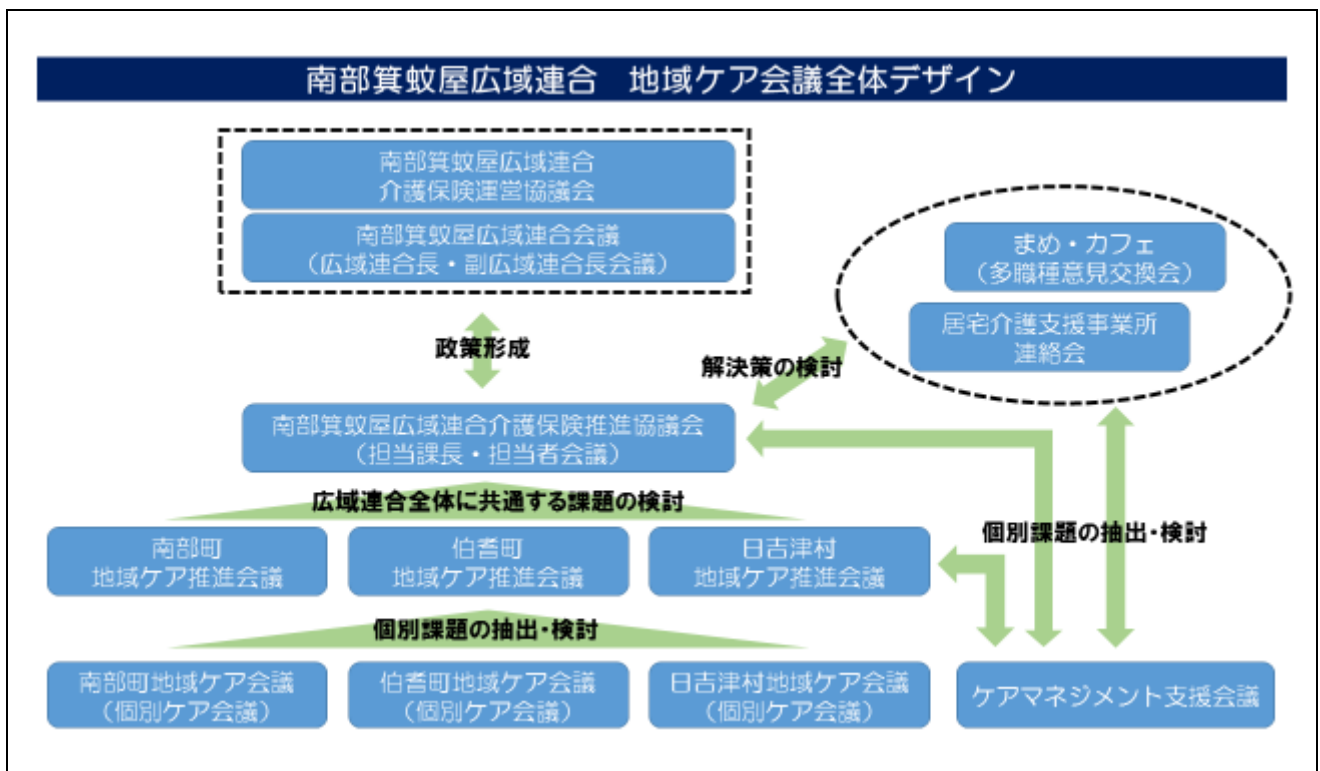 南部箕蚊屋広域連合　地域ケア会議全体デザイン
南部箕蚊屋広域連合
介護保険運営協議会
南部箕蚊屋広域連合会議
（広域連合長・副広域連合長会議）
まめ・カフェ
（多職種意見交換会）
居宅介護支援事業所
連絡会
政策形成
解決策の検討
南部箕蚊屋広域連合介護保険推進協議会
（担当課長・担当者会議）
広域連合全体に共通する課題の検討
南部町
地域ケア推進会議
伯耆町
地域ケア推進会議
日吉津村
地域ケア推進会議
個別課題の抽出・検討
個別課題の抽出・検討
南部町地域ケア会議
（個別ケア会議）
伯耆町地域ケア会議
（個別ケア会議）
日吉津村地域ケア会議
（個別ケア会議）
ケアマネジメント支援会議